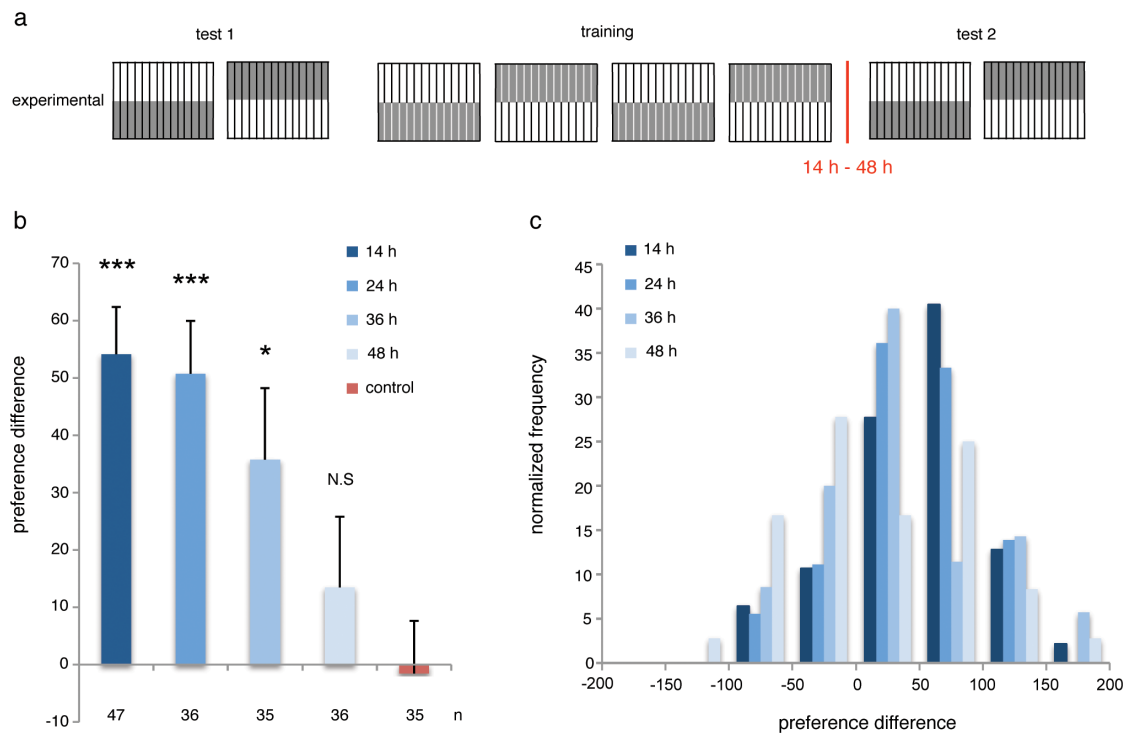 a
test 1
training
test 2
experimental
14 h - 48 h
b
70
60
50
40
30
20
10
0
-10
preference difference
***
***
*
N.S
14 h
24 h
36 h
48 h
control
47 36 35 36 35 n
c
14 h
24 h
36 h
48 h
45
40
35
30
25
20
15
10
5
0
normalized frequency
-200 -150 -100 -50 0 50 100 150 200
preference difference